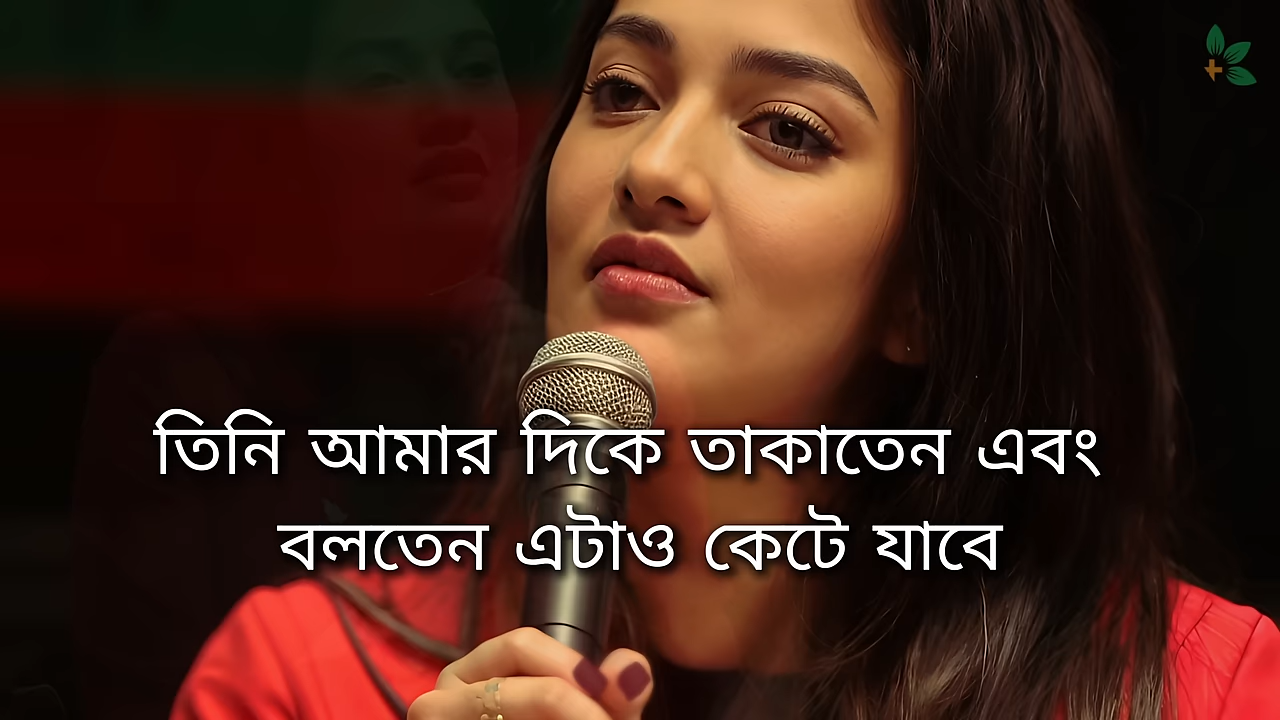 তিনি আমার দিকে তাকাতেন এবং
বলতেন এটাও কেটে যাবে